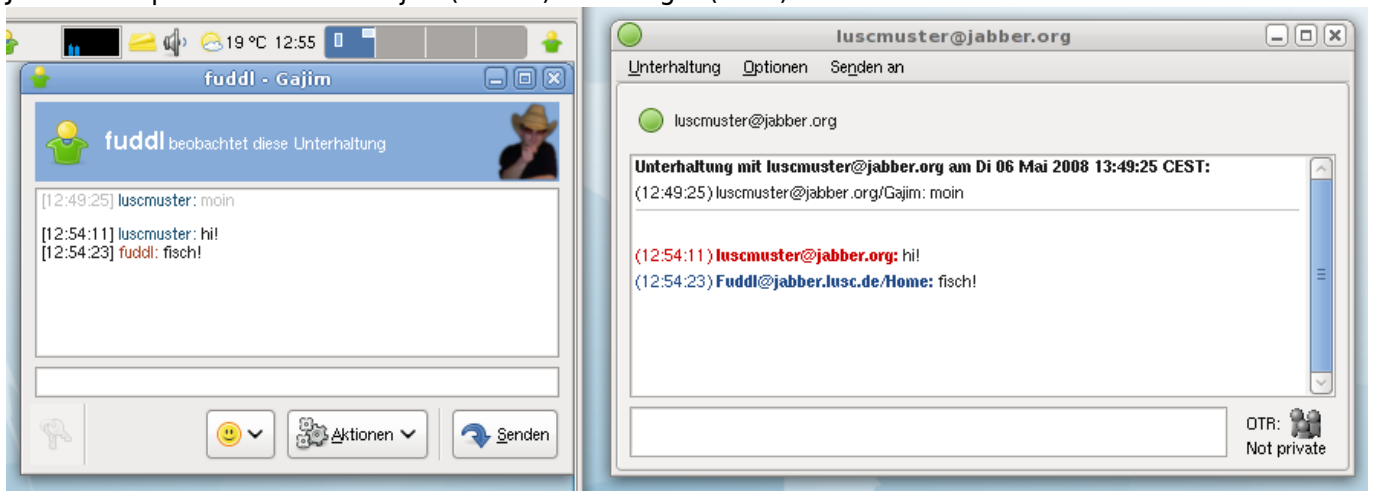 19 °C 12:55
fuddl - Gajim
fuddl beobachtet diese Unterhaltung
[12:49:25] luscmuster: moin
[12:54:11] luscmuster: hi!
[12:54:23] fuddl: fisch!
Aktionen
Senden
luscmuster@jabber.org
Unterhaltung Optionen Senden an
luscmuster@jabber.org
Unterhaltung mit luscmuster@jabber.org am Di 06 Mai 2008 13:49:25 CEST:
(12:49:25) luscmuster@jabber.org/Gajim: moin
(12:54:11) luscmuster@jabber.org: hi!
(12:54:23) Fuddl@jabber.lusc.de/Home: fisch!
OTR:
Not private